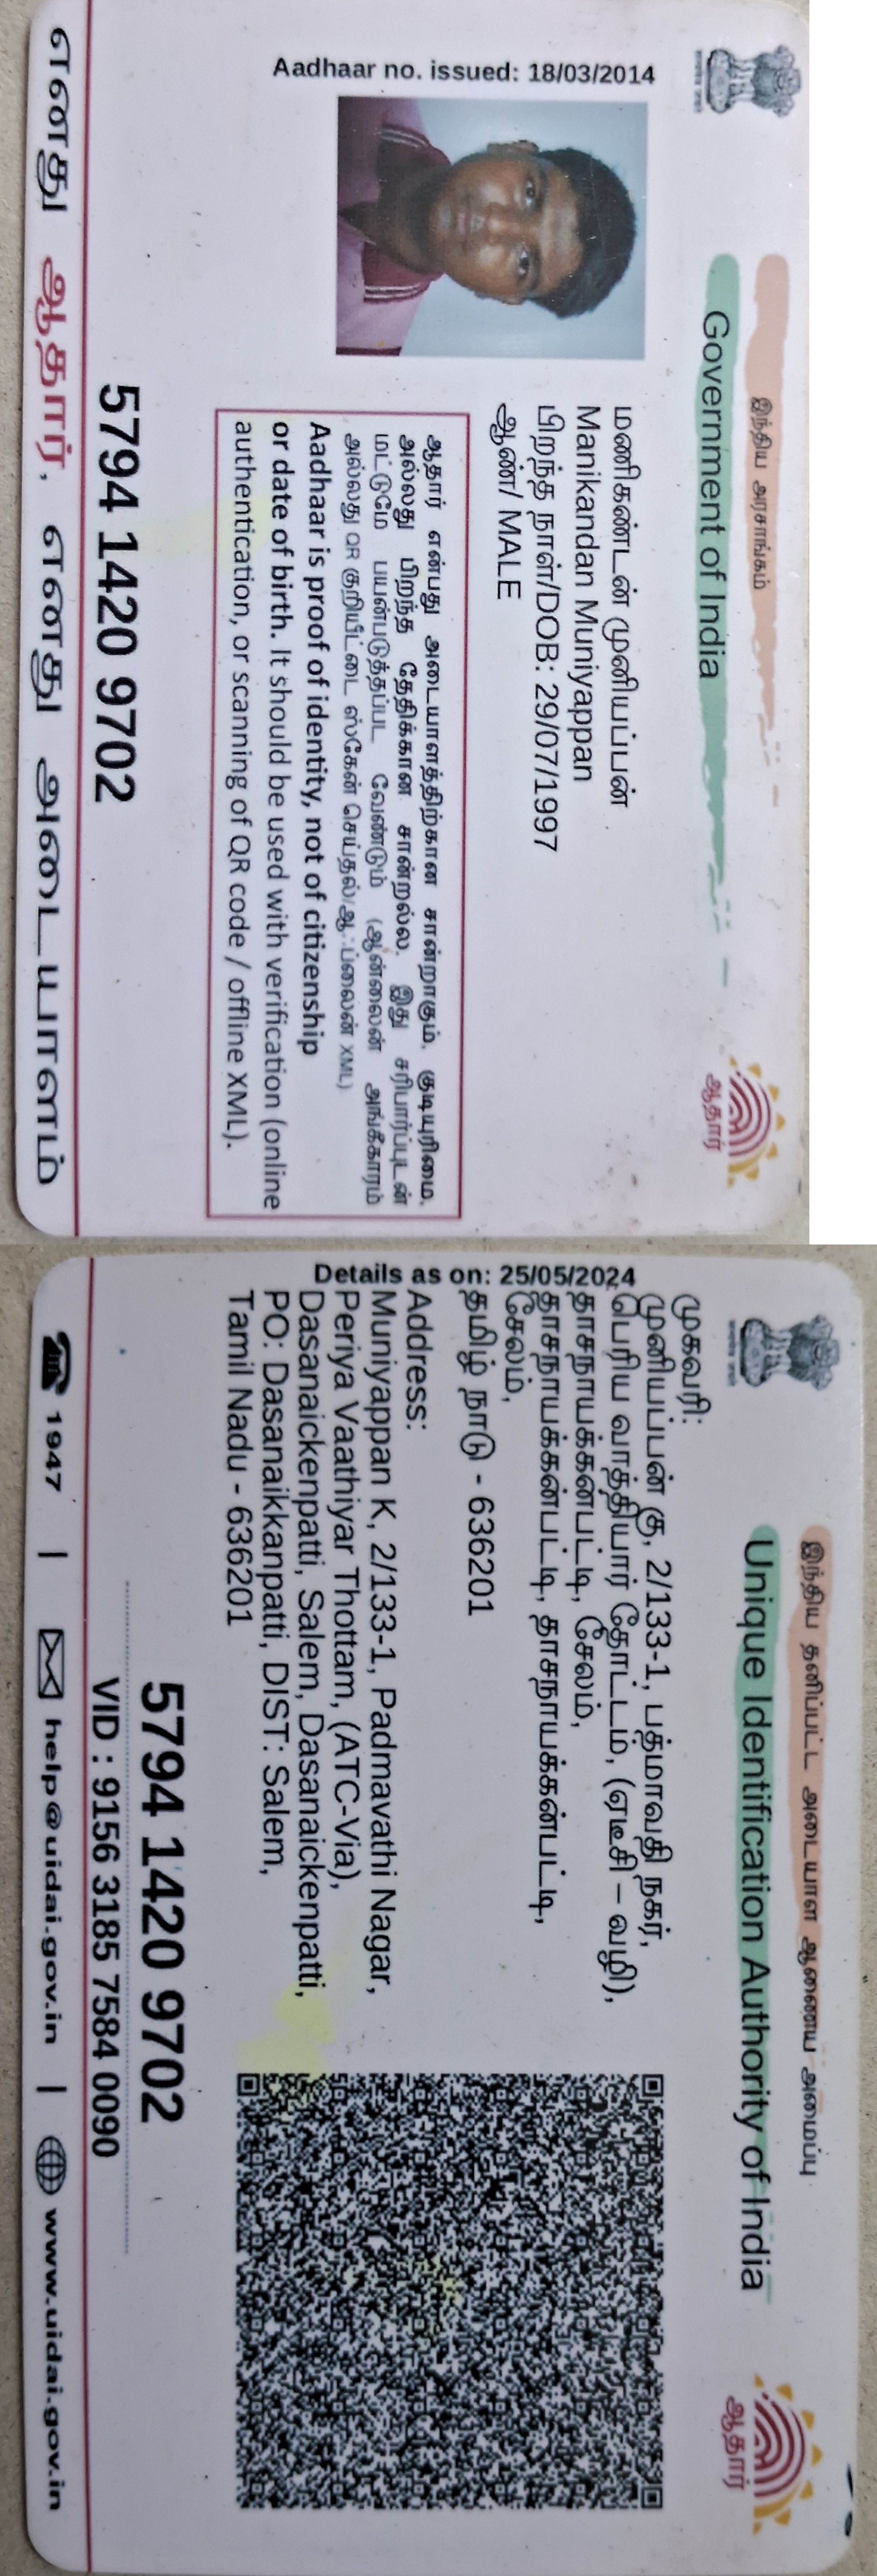 இந்திய அரசாங்கம்
Government of India
ஆதார்
Aadhaar no. issued: 18/03/2014
மணிகண்டன் முனியப்பன்
Manikandan Muniyappan
பிறந்த நாள்/DOB: 29/07/1997
ஆண்/ MALE
ஆதார் என்பது அடையாளத்திற்கான சான்றாகும், குடியுரிமை
அல்லது பிறந்த தேதிக்கான சான்றல்ல. இது சரிபார்ப்புடன்
மட்டுமே பயன்படுத்தப்பட வேண்டும் (ஆன்லைன் அங்கீகாரம்
அல்லது QR குறியீட்டை ஸ்கேன் செய்தல்/ஆஃப்லைன் XML)
Aadhaar is proof of identity, not of citizenship
or date of birth. It should be used with verification (online
authentication, or scanning of QR code / offline XML).
5794 1420 9702
எனது ஆதார், எனது அடையாளம்
இந்திய தனிப்பட்ட அடையாள ஆணைய அமைப்பு
Unique Identification Authority of India
ஆதார்
Details as on: 25/05/2024
முகவரி:
முனியப்பன் கு, 2/133-1, பத்மாவதி நகர்,
பெரிய வாத்தியார் தோட்டம், (ஏடிசி – வழி),
தாசநாயக்கன்பட்டி, சேலம்,
தாசநாயக்கன்பட்டி, தாசநாயக்கன்பட்டி,
சேலம்,
தமிழ் நாடு - 636201
Address:
Muniyappan K, 2/133-1, Padmavathi Nagar,
Periya Vaathiyar Thottam, (ATC-Via),
Dasanaickenpatti, Salem, Dasanaickenpatti,
PO: Dasanaikkanpatti, DIST: Salem,
Tamil Nadu - 636201
5794 1420 9702
VID : 9156 3185 7584 0090
1947 | help@uidai.gov.in | www.uidai.gov.in